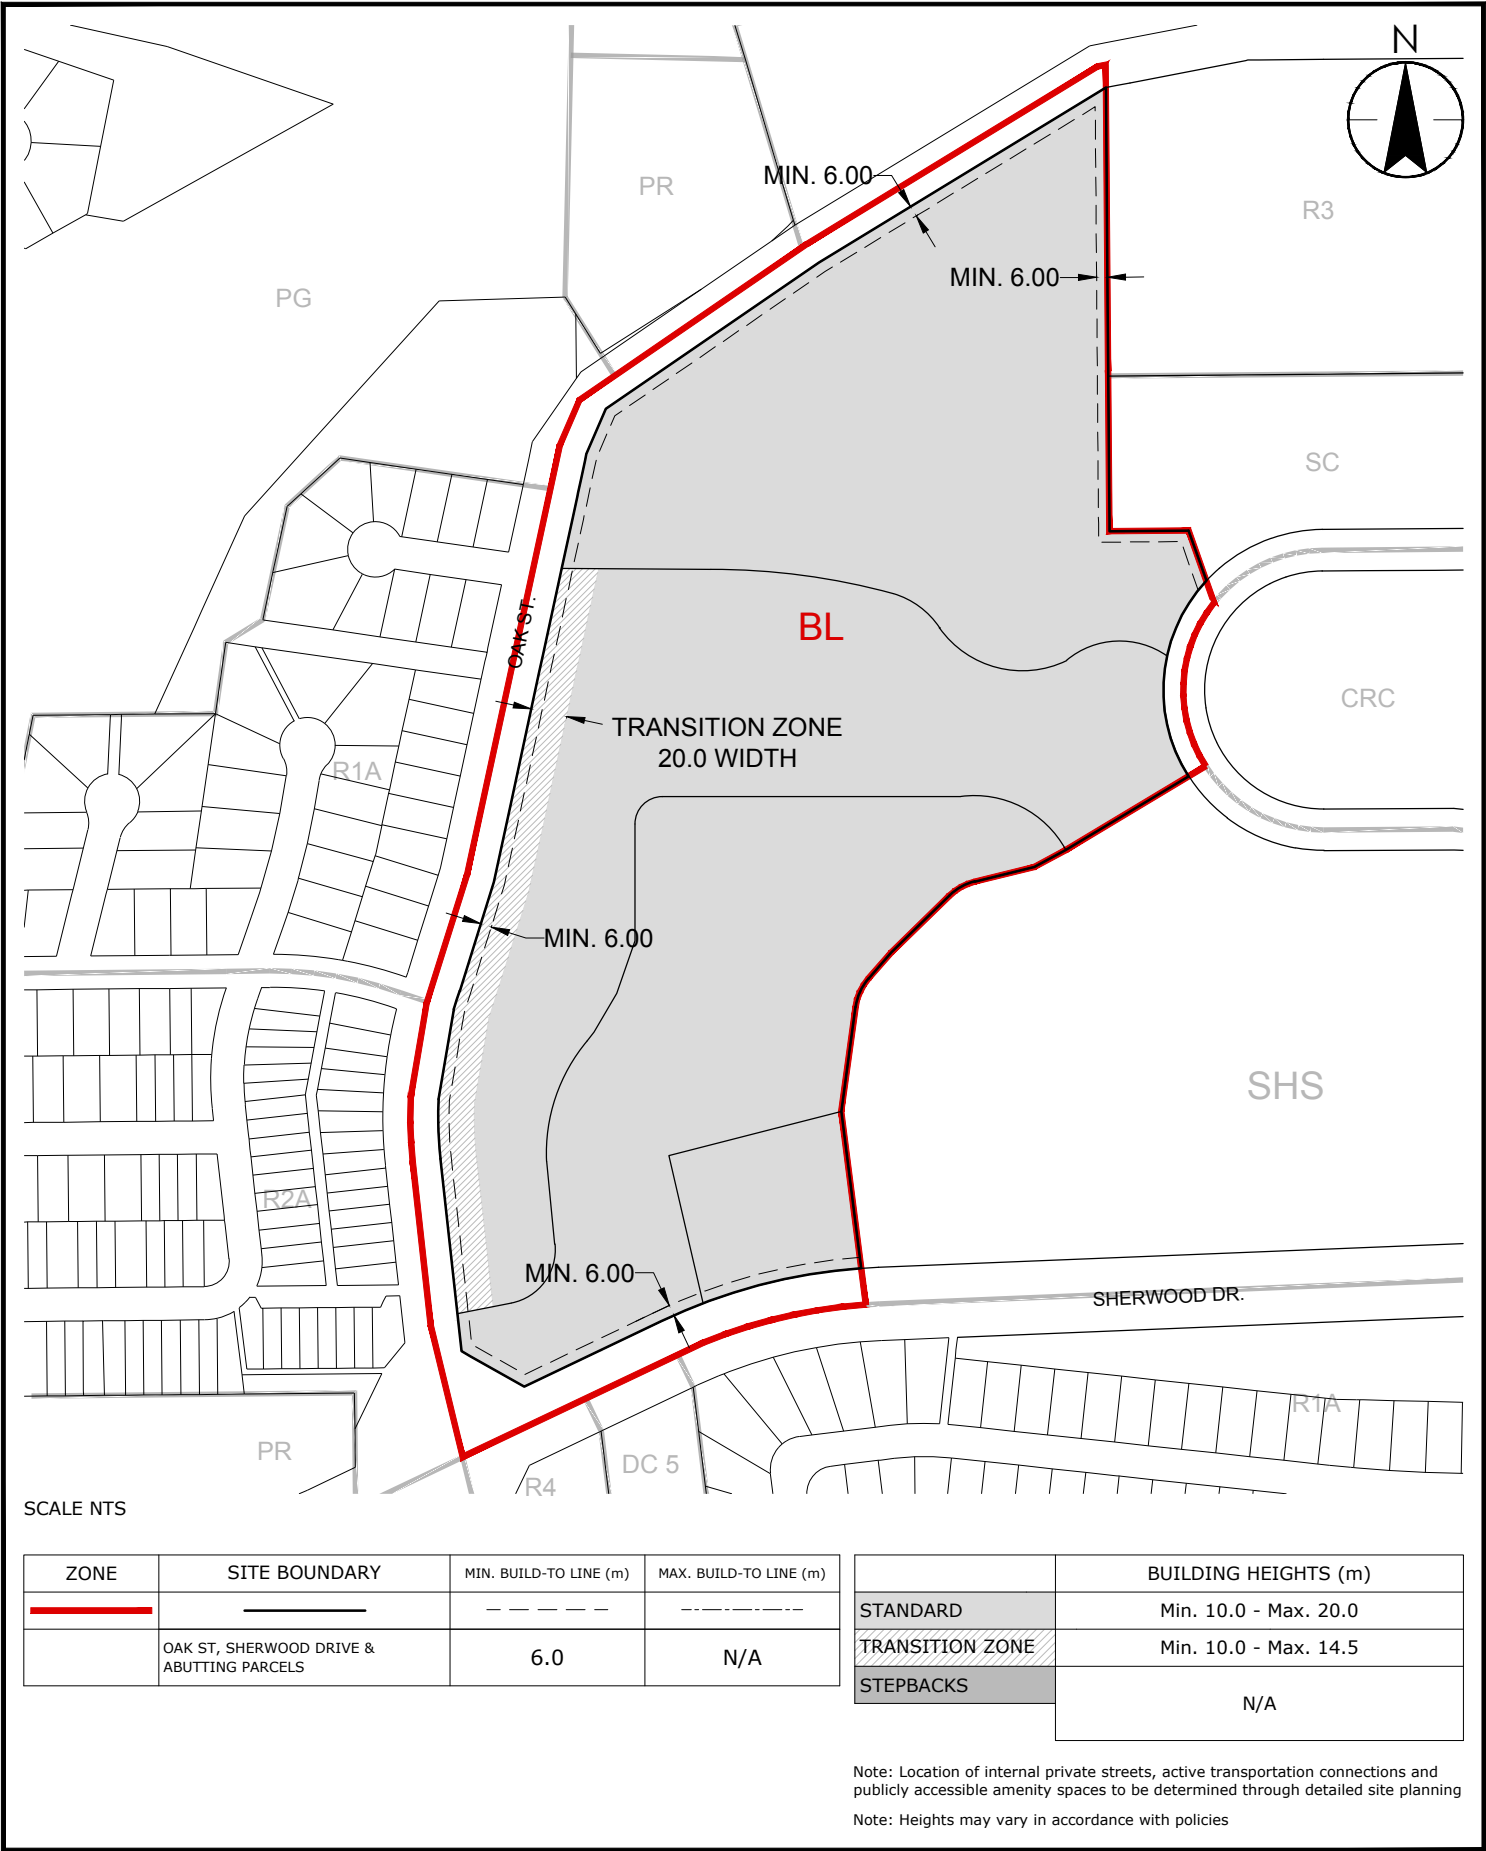 N
PR
MIN. 6.00
R3
MIN. 6.00
PG
SC
OAK ST.
BL
CRC
TRANSITION ZONE
20.0 WIDTH
R1A
MIN. 6.00
SHS
R2A
MIN. 6.00
SHERWOOD DR.
R1A
PR
DC 5
R4
SCALE NTS
ZONE SITE BOUNDARY MIN. BUILD-TO LINE (m) MAX. BUILD-TO LINE (m)
OAK ST, SHERWOOD DRIVE &
ABUTTING PARCELS
6.0 N/A
BUILDING HEIGHTS (m)
STANDARD Min. 10.0 - Max. 20.0
TRANSITION ZONE Min. 10.0 - Max. 14.5
STEPBACKS
N/A
Note: Location of internal private streets, active transportation connections and
publicly accessible amenity spaces to be determined through detailed site planning
Note: Heights may vary in accordance with policies